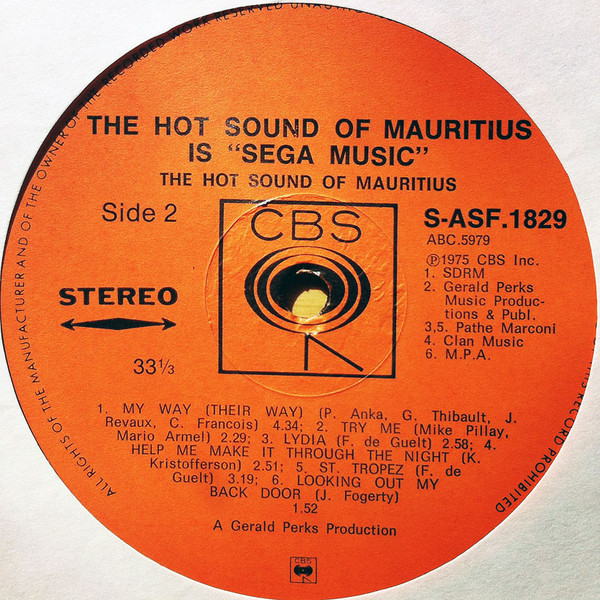 ALL RIGHTS OF THE MANUFACTURER AND OF THE OWNER OF THE RECORDED WORK RESERVED UNAU
THE HOT SOUND OF MAURITIUS
IS "SEGA MUSIC"
THE HOT SOUND OF MAURITIUS
Side 2
CBS
S-ASF.1829
ABC.5979
Ⓟ1975 CBS Inc.
1. SDRM
2. Gerald Perks
Music Produc-
tions & Publ.
3,5. Pathe Marconi
4. Clan Music
6. M.P.A.
STEREO
33⅓
1. MY WAY (THEIR WAY) (P. Anka, G. Thibault, J.
Revaux, C. Francois) 4.34; 2. TRY ME (Mike Pillay,
Mario Armel) 2.29; 3. LYDIA (F. de Guelt) 2.58; 4.
HELP ME MAKE IT THROUGH THE NIGHT (K.
Kristofferson) 2.51; 5. ST. TROPEZ (F. de
Guelt) 3.19; 6. LOOKING OUT MY
BACK DOOR (J. Fogerty)
1.52
A Gerald Perks Production
CBS
THIS RECORD PROHIBITED